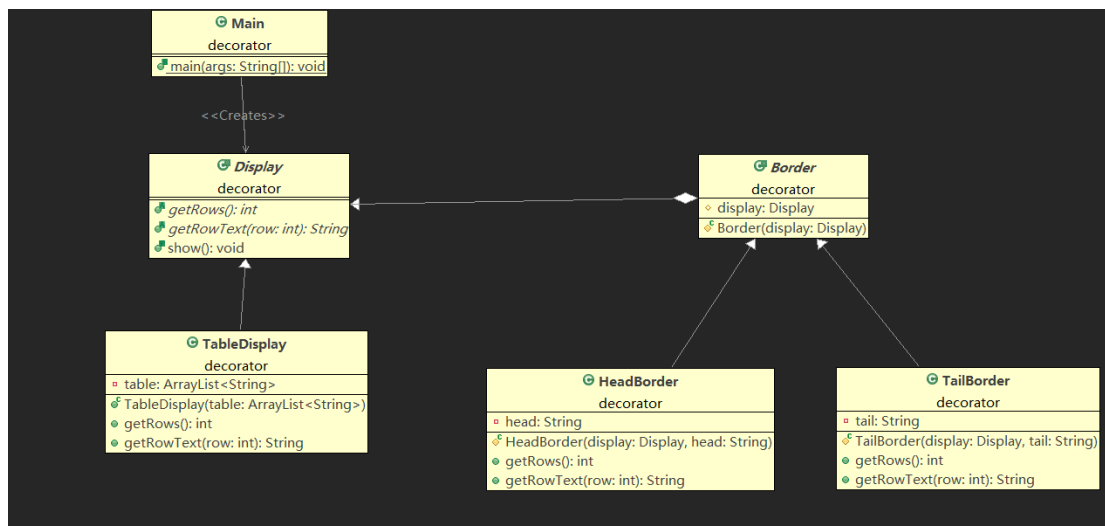 Main
decorator
main(args: String[]): void
<<Creates>>
Display
decorator
getRows(): int
getRowText(row: int): String
show(): void
Border
decorator
display: Display
Border(display: Display)
TableDisplay
decorator
table: ArrayList<String>
TableDisplay(table: ArrayList<String>)
getRows(): int
getRowText(row: int): String
HeadBorder
decorator
head: String
HeadBorder(display: Display, head: String)
getRows(): int
getRowText(row: int): String
TailBorder
decorator
tail: String
TailBorder(display: Display, tail: String)
getRows(): int
getRowText(row: int): String